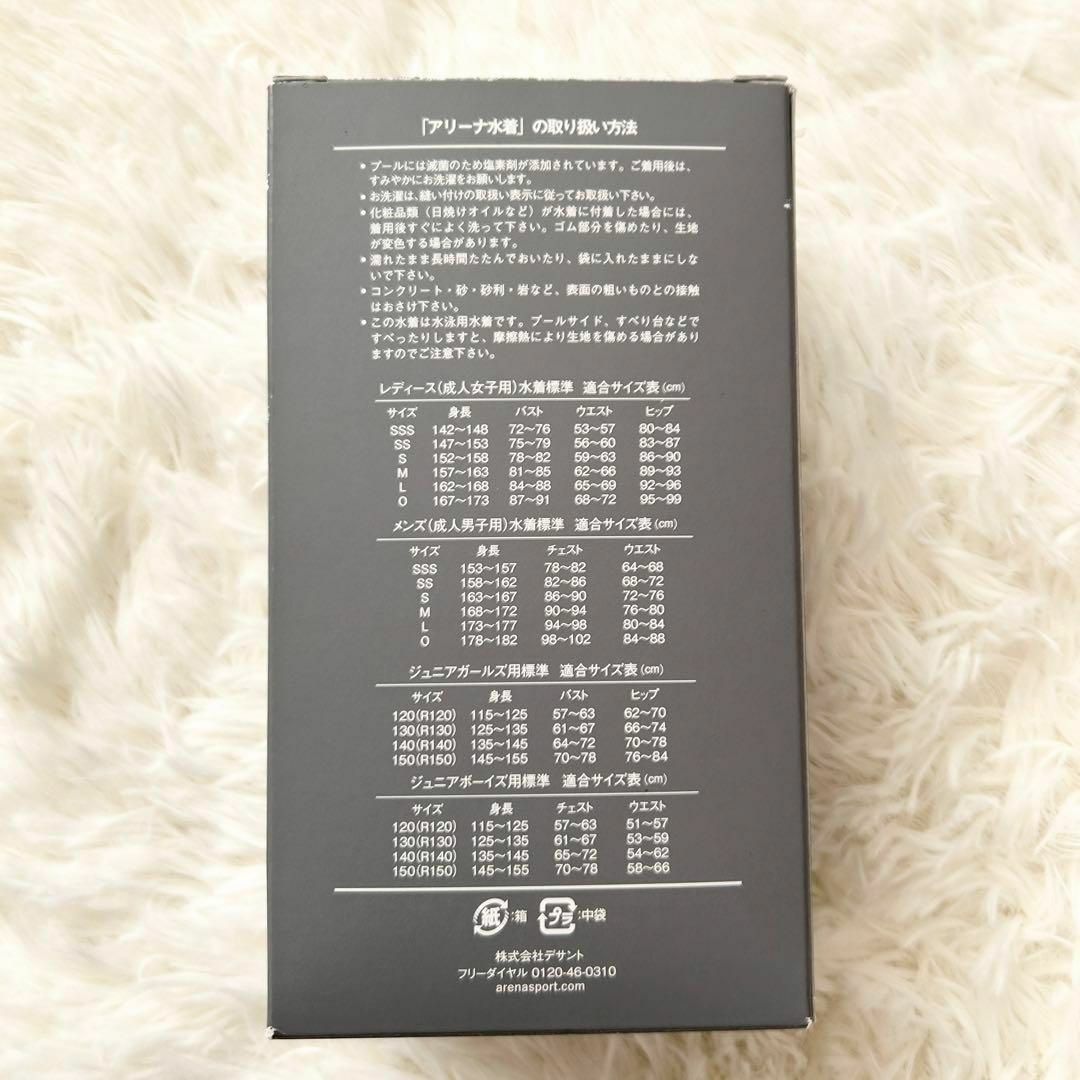 「アリーナ水着」の取り扱い方法
• プールには滅菌のため塩素剤が添加されています。ご着用後は、
すみやかにお洗濯をお願いします。
• お洗濯は、縫い付けの取扱い表示に従ってお取扱い下さい。
• 化粧品類（日焼けオイルなど）が水着に付着した場合には、
着用後すぐによく洗って下さい。ゴム部分を傷めたり、生地
が変色する場合があります。
• 濡れたまま長時間たたんでおいたり、袋に入れたままにしな
いで下さい。
• コンクリート・砂・砂利・岩など、表面の粗いものとの接触
はおさけ下さい。
• この水着は水泳用水着です。プールサイド、すべり台などで
すべったりしますと、摩擦熱により生地を傷める場合があり
ますのでご注意下さい。
レディース（成人女子用）水着標準 適合サイズ表（cm）
サイズ 身長 バスト ウエスト ヒップ
SSS 142〜148 72〜76 53〜57 80〜84
SS 147〜153 75〜79 56〜60 83〜87
S 152〜158 78〜82 59〜63 86〜90
M 157〜163 81〜85 62〜66 89〜93
L 162〜168 84〜88 65〜69 92〜96
O 167〜173 87〜91 68〜72 95〜99
メンズ（成人男子用）水着標準 適合サイズ表（cm）
サイズ 身長 チェスト ウエスト
SSS 153〜157 78〜82 64〜68
SS 158〜162 82〜86 68〜72
S 163〜167 86〜90 72〜76
M 168〜172 90〜94 76〜80
L 173〜177 94〜98 80〜84
O 178〜182 98〜102 84〜88
ジュニアガールズ用標準 適合サイズ表（cm）
サイズ 身長 バスト ヒップ
120(R120) 115〜125 57〜63 62〜70
130(R130) 125〜135 61〜67 66〜74
140(R140) 135〜145 64〜72 70〜78
150(R150) 145〜155 70〜78 76〜84
ジュニアボーイズ用標準 適合サイズ表（cm）
サイズ 身長 チェスト ウエスト
120(R120) 115〜125 57〜63 51〜57
130(R130) 125〜135 61〜67 53〜59
140(R140) 135〜145 65〜72 54〜62
150(R150) 145〜155 70〜78 58〜66
紙:箱 プラ:中袋
株式会社デサント
フリーダイヤル 0120-46-0310
arenasport.com